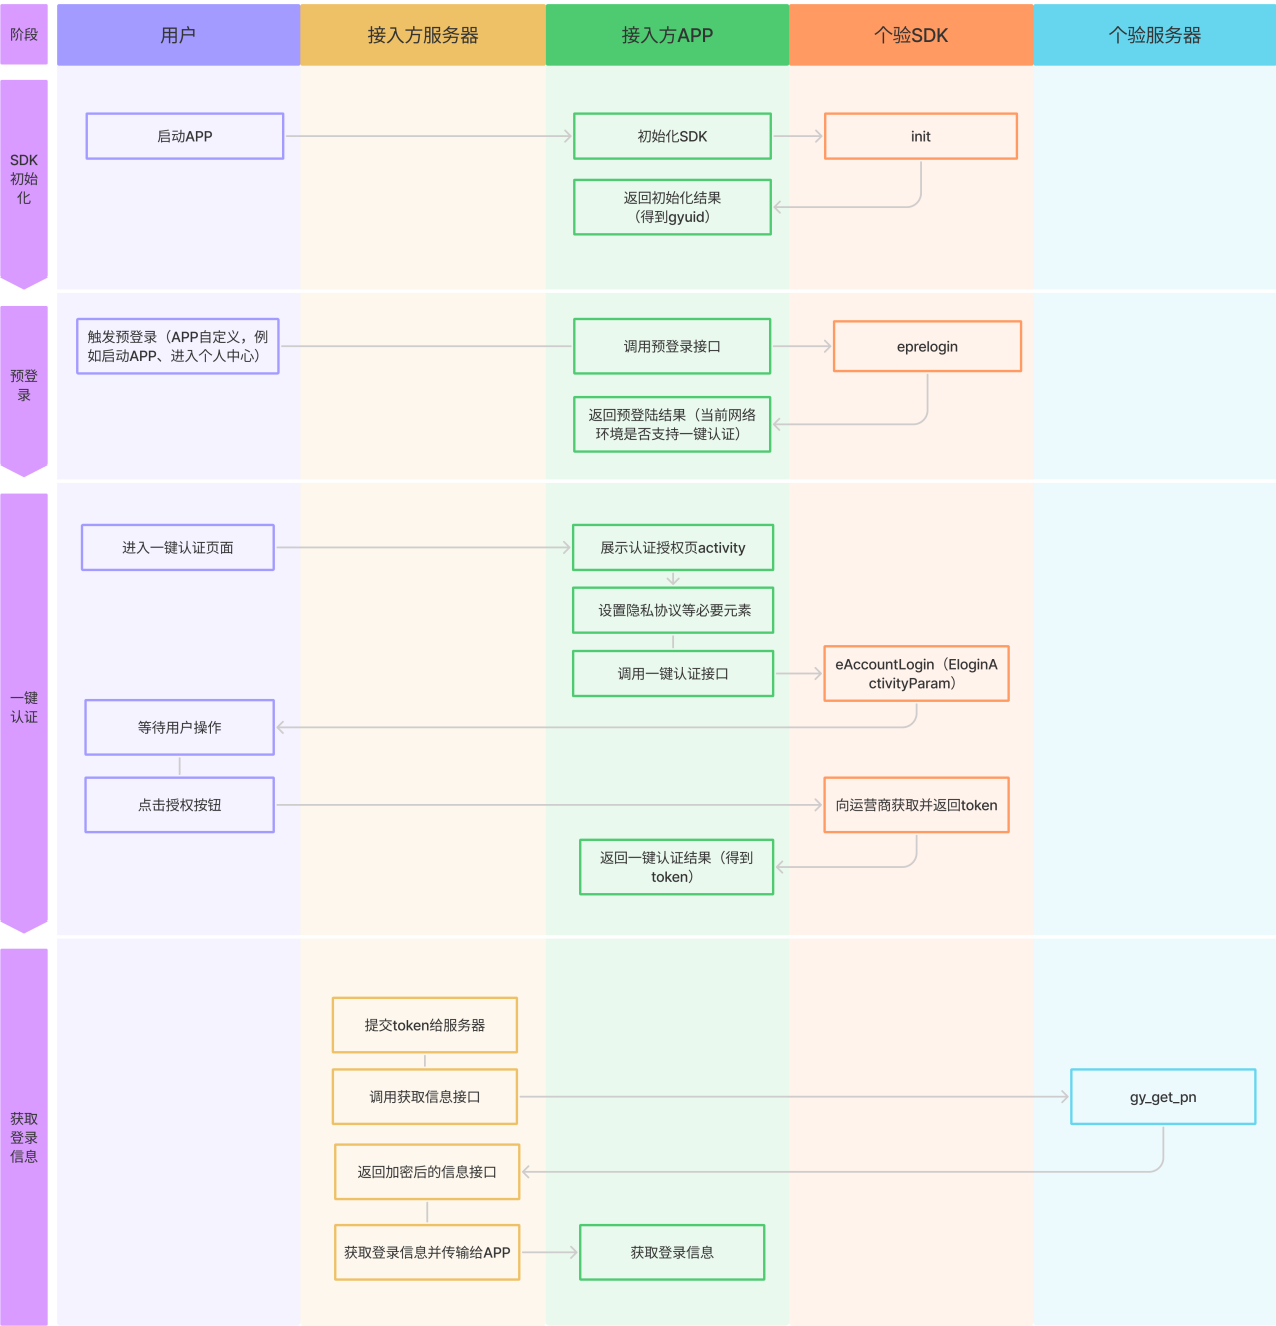 阶段
用户
接入方服务器
接入方APP
个验SDK
个验服务器
SDK
初始
化
启动APP
初始化SDK
init
返回初始化结果
（得到gyuid）
预登
录
触发预登录（APP自定义，例
如启动APP、进入个人中心）
调用预登录接口
eprelogin
返回预登陆结果（当前网络
环境是否支持一键认证）
一键
认证
进入一键认证页面
展示认证授权页activity
设置隐私协议等必要元素
调用一键认证接口
eAccountLogin（EloginA
ctivityParam）
等待用户操作
点击授权按钮
向运营商获取并返回token
返回一键认证结果（得到
token）
获取
登录
信息
提交token给服务器
调用获取信息接口
gy_get_pn
返回加密后的信息接口
获取登录信息并传输给APP
获取登录信息